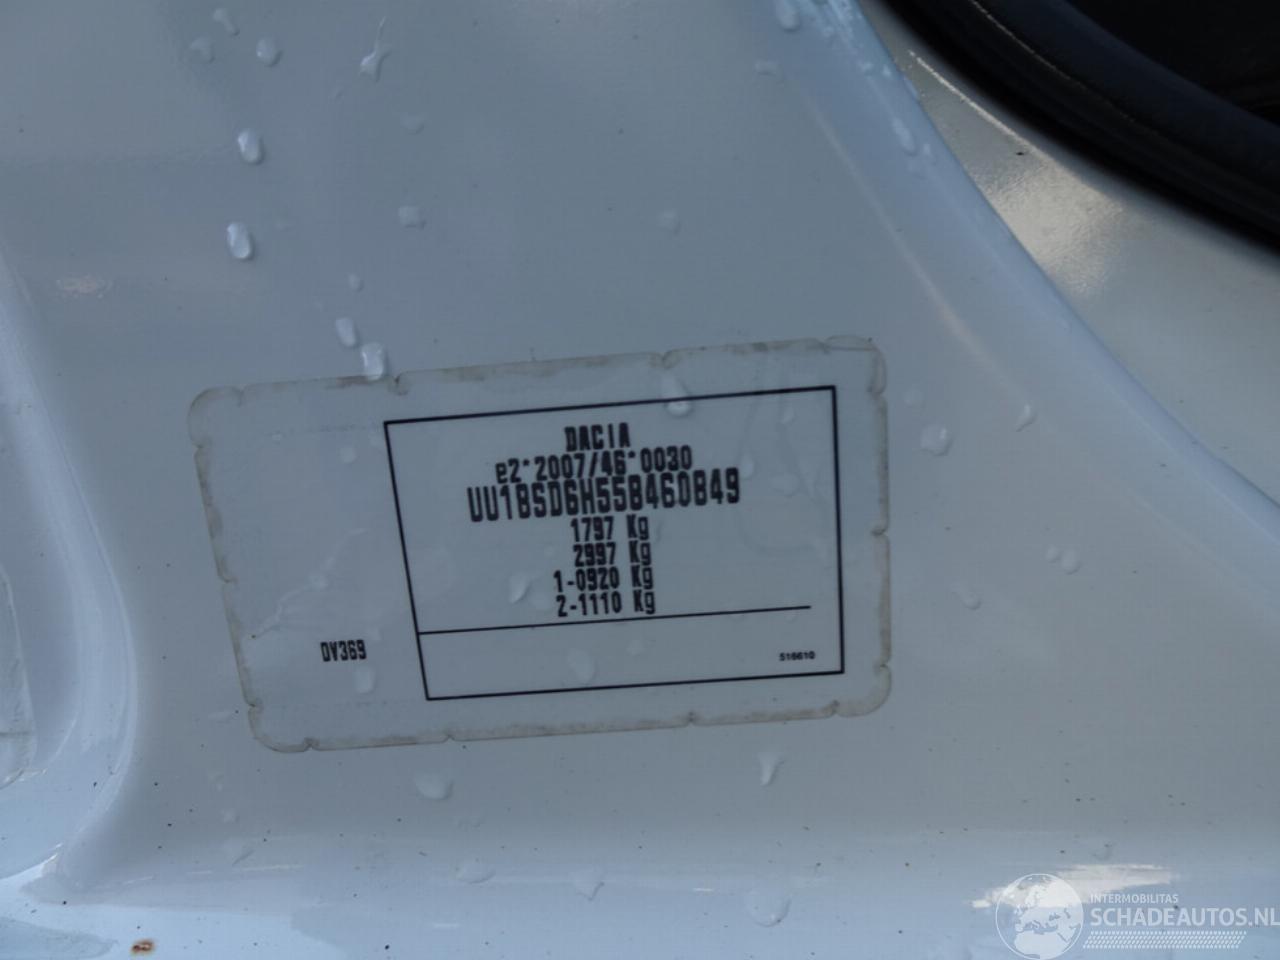 DACIA
e2*2007/46*0030
UU1BSD6H558460849
1797 Kg
2997 Kg
1-0920 Kg
2-1110 Kg
DV369
516610
INTERMOBILITAS
SCHADEAUTOS.NL